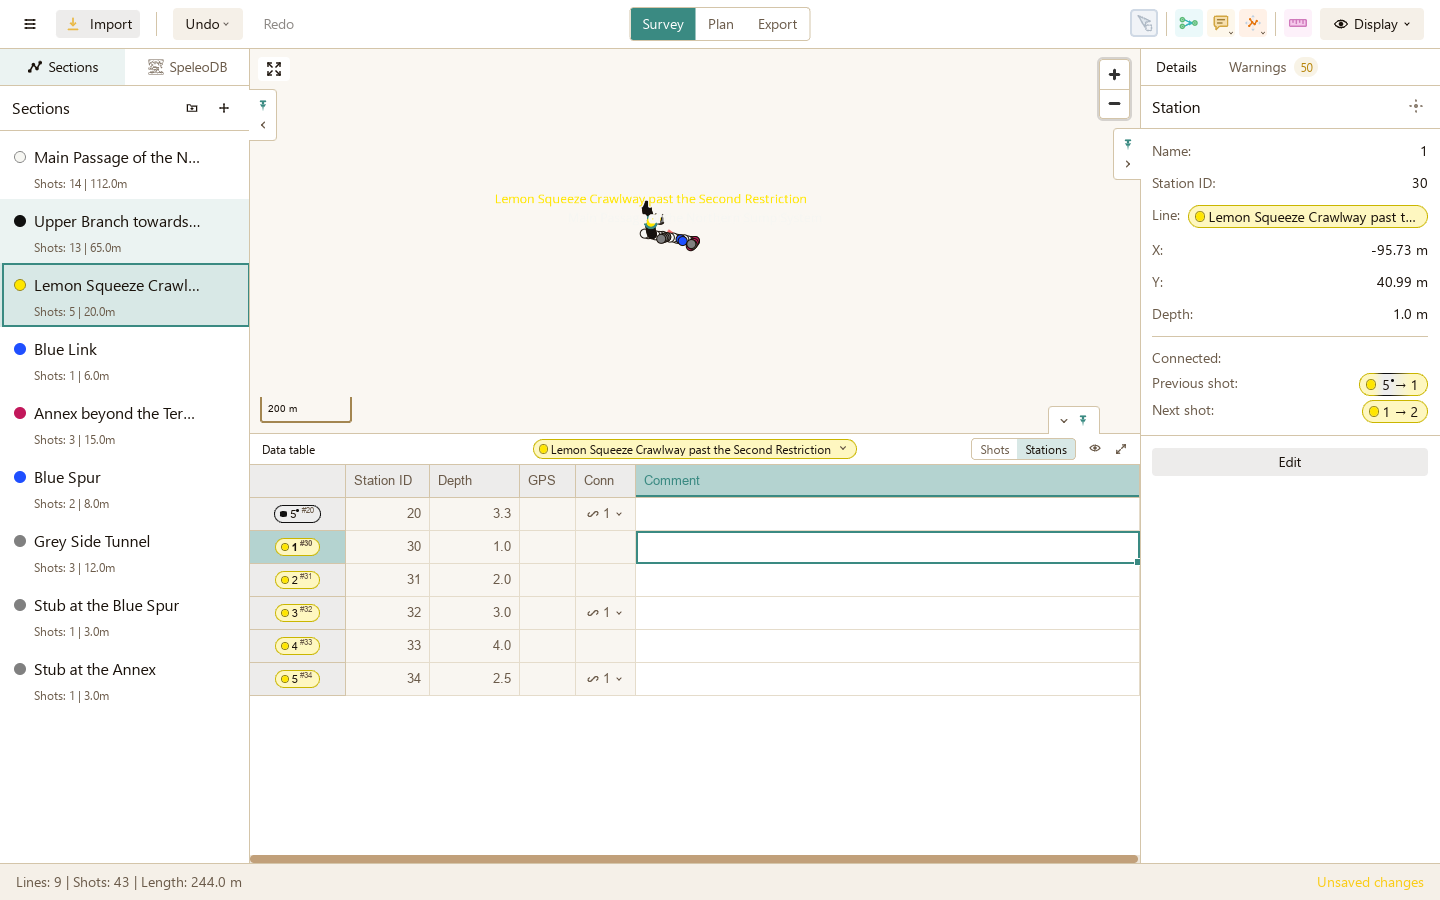 Import
Undo
Redo
Survey
Plan
Export
Display
Sections
SpeleoDB
Sections
Main Passage of the N...
Shots: 14 | 112.0m
Upper Branch towards...
Shots: 13 | 65.0m
Lemon Squeeze Crawl...
Shots: 5 | 20.0m
Blue Link
Shots: 1 | 6.0m
Annex beyond the Ter...
Shots: 3 | 15.0m
Blue Spur
Shots: 2 | 8.0m
Grey Side Tunnel
Shots: 3 | 12.0m
Stub at the Blue Spur
Shots: 1 | 3.0m
Stub at the Annex
Shots: 1 | 3.0m
Lemon Squeeze Crawlway past the Second Restriction
200 m
Data table
Lemon Squeeze Crawlway past the Second Restriction
Shots
Stations
Station ID Depth GPS Conn Comment
5• #20 20 3.3 1
1 #30 30 1.0
2 #31 31 2.0
3 #32 32 3.0 1
4 #33 33 4.0
5 #34 34 2.5 1
Details
Warnings 50
Station
Name: 1
Station ID: 30
Line: Lemon Squeeze Crawlway past t...
X: -95.73 m
Y: 40.99 m
Depth: 1.0 m
Connected:
Previous shot: 5• → 1
Next shot: 1 → 2
Edit
Lines: 9 | Shots: 43 | Length: 244.0 m
Unsaved changes